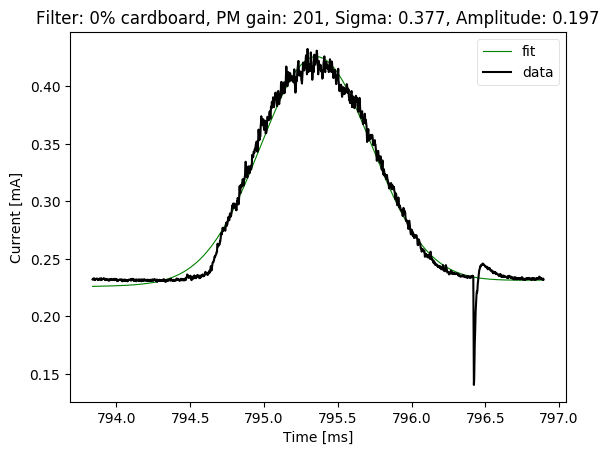 Filter: 0% cardboard, PM gain: 201, Sigma: 0.377, Amplitude: 0.197
fit
data
Current [mA]
0.40
0.35
0.30
0.25
0.20
0.15
794.0 794.5 795.0 795.5 796.0 796.5 797.0
Time [ms]